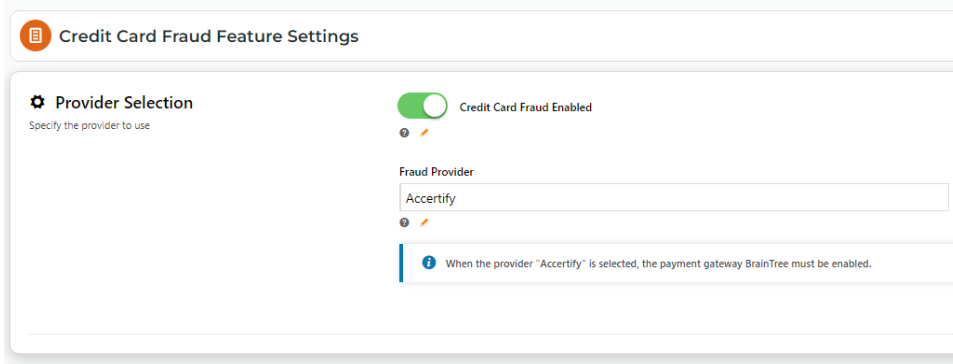 Credit Card Fraud Feature Settings
Provider Selection
Specify the provider to use
Credit Card Fraud Enabled
Fraud Provider
Accertify
When the provider "Accertify" is selected, the payment gateway BrainTree must be enabled.